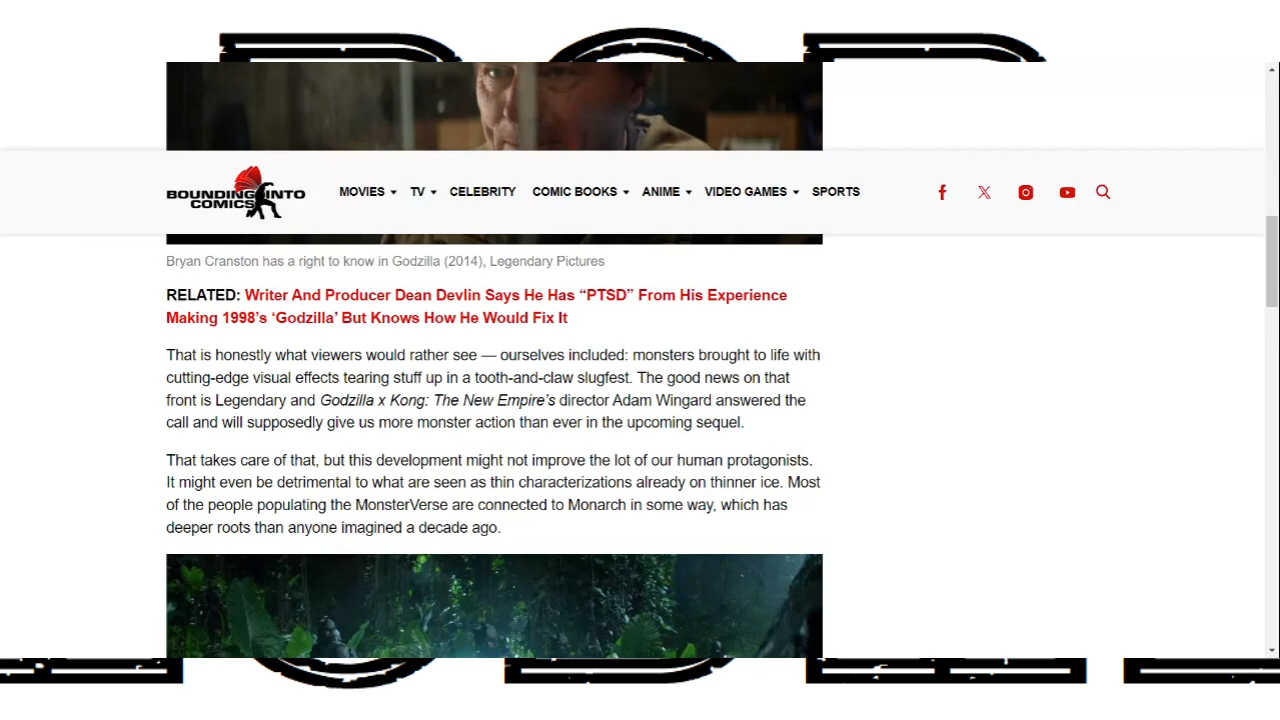 BOUNDING INTO
COMICS
MOVIES TV CELEBRITY COMIC BOOKS ANIME VIDEO GAMES SPORTS
Bryan Cranston has a right to know in Godzilla (2014), Legendary Pictures
RELATED: Writer And Producer Dean Devlin Says He Has “PTSD” From His Experience
Making 1998’s ‘Godzilla’ But Knows How He Would Fix It
That is honestly what viewers would rather see — ourselves included: monsters brought to life with
cutting-edge visual effects tearing stuff up in a tooth-and-claw slugfest. The good news on that
front is Legendary and Godzilla x Kong: The New Empire’s director Adam Wingard answered the
call and will supposedly give us more monster action than ever in the upcoming sequel.
That takes care of that, but this development might not improve the lot of our human protagonists.
It might even be detrimental to what are seen as thin characterizations already on thinner ice. Most
of the people populating the MonsterVerse are connected to Monarch in some way, which has
deeper roots than anyone imagined a decade ago.